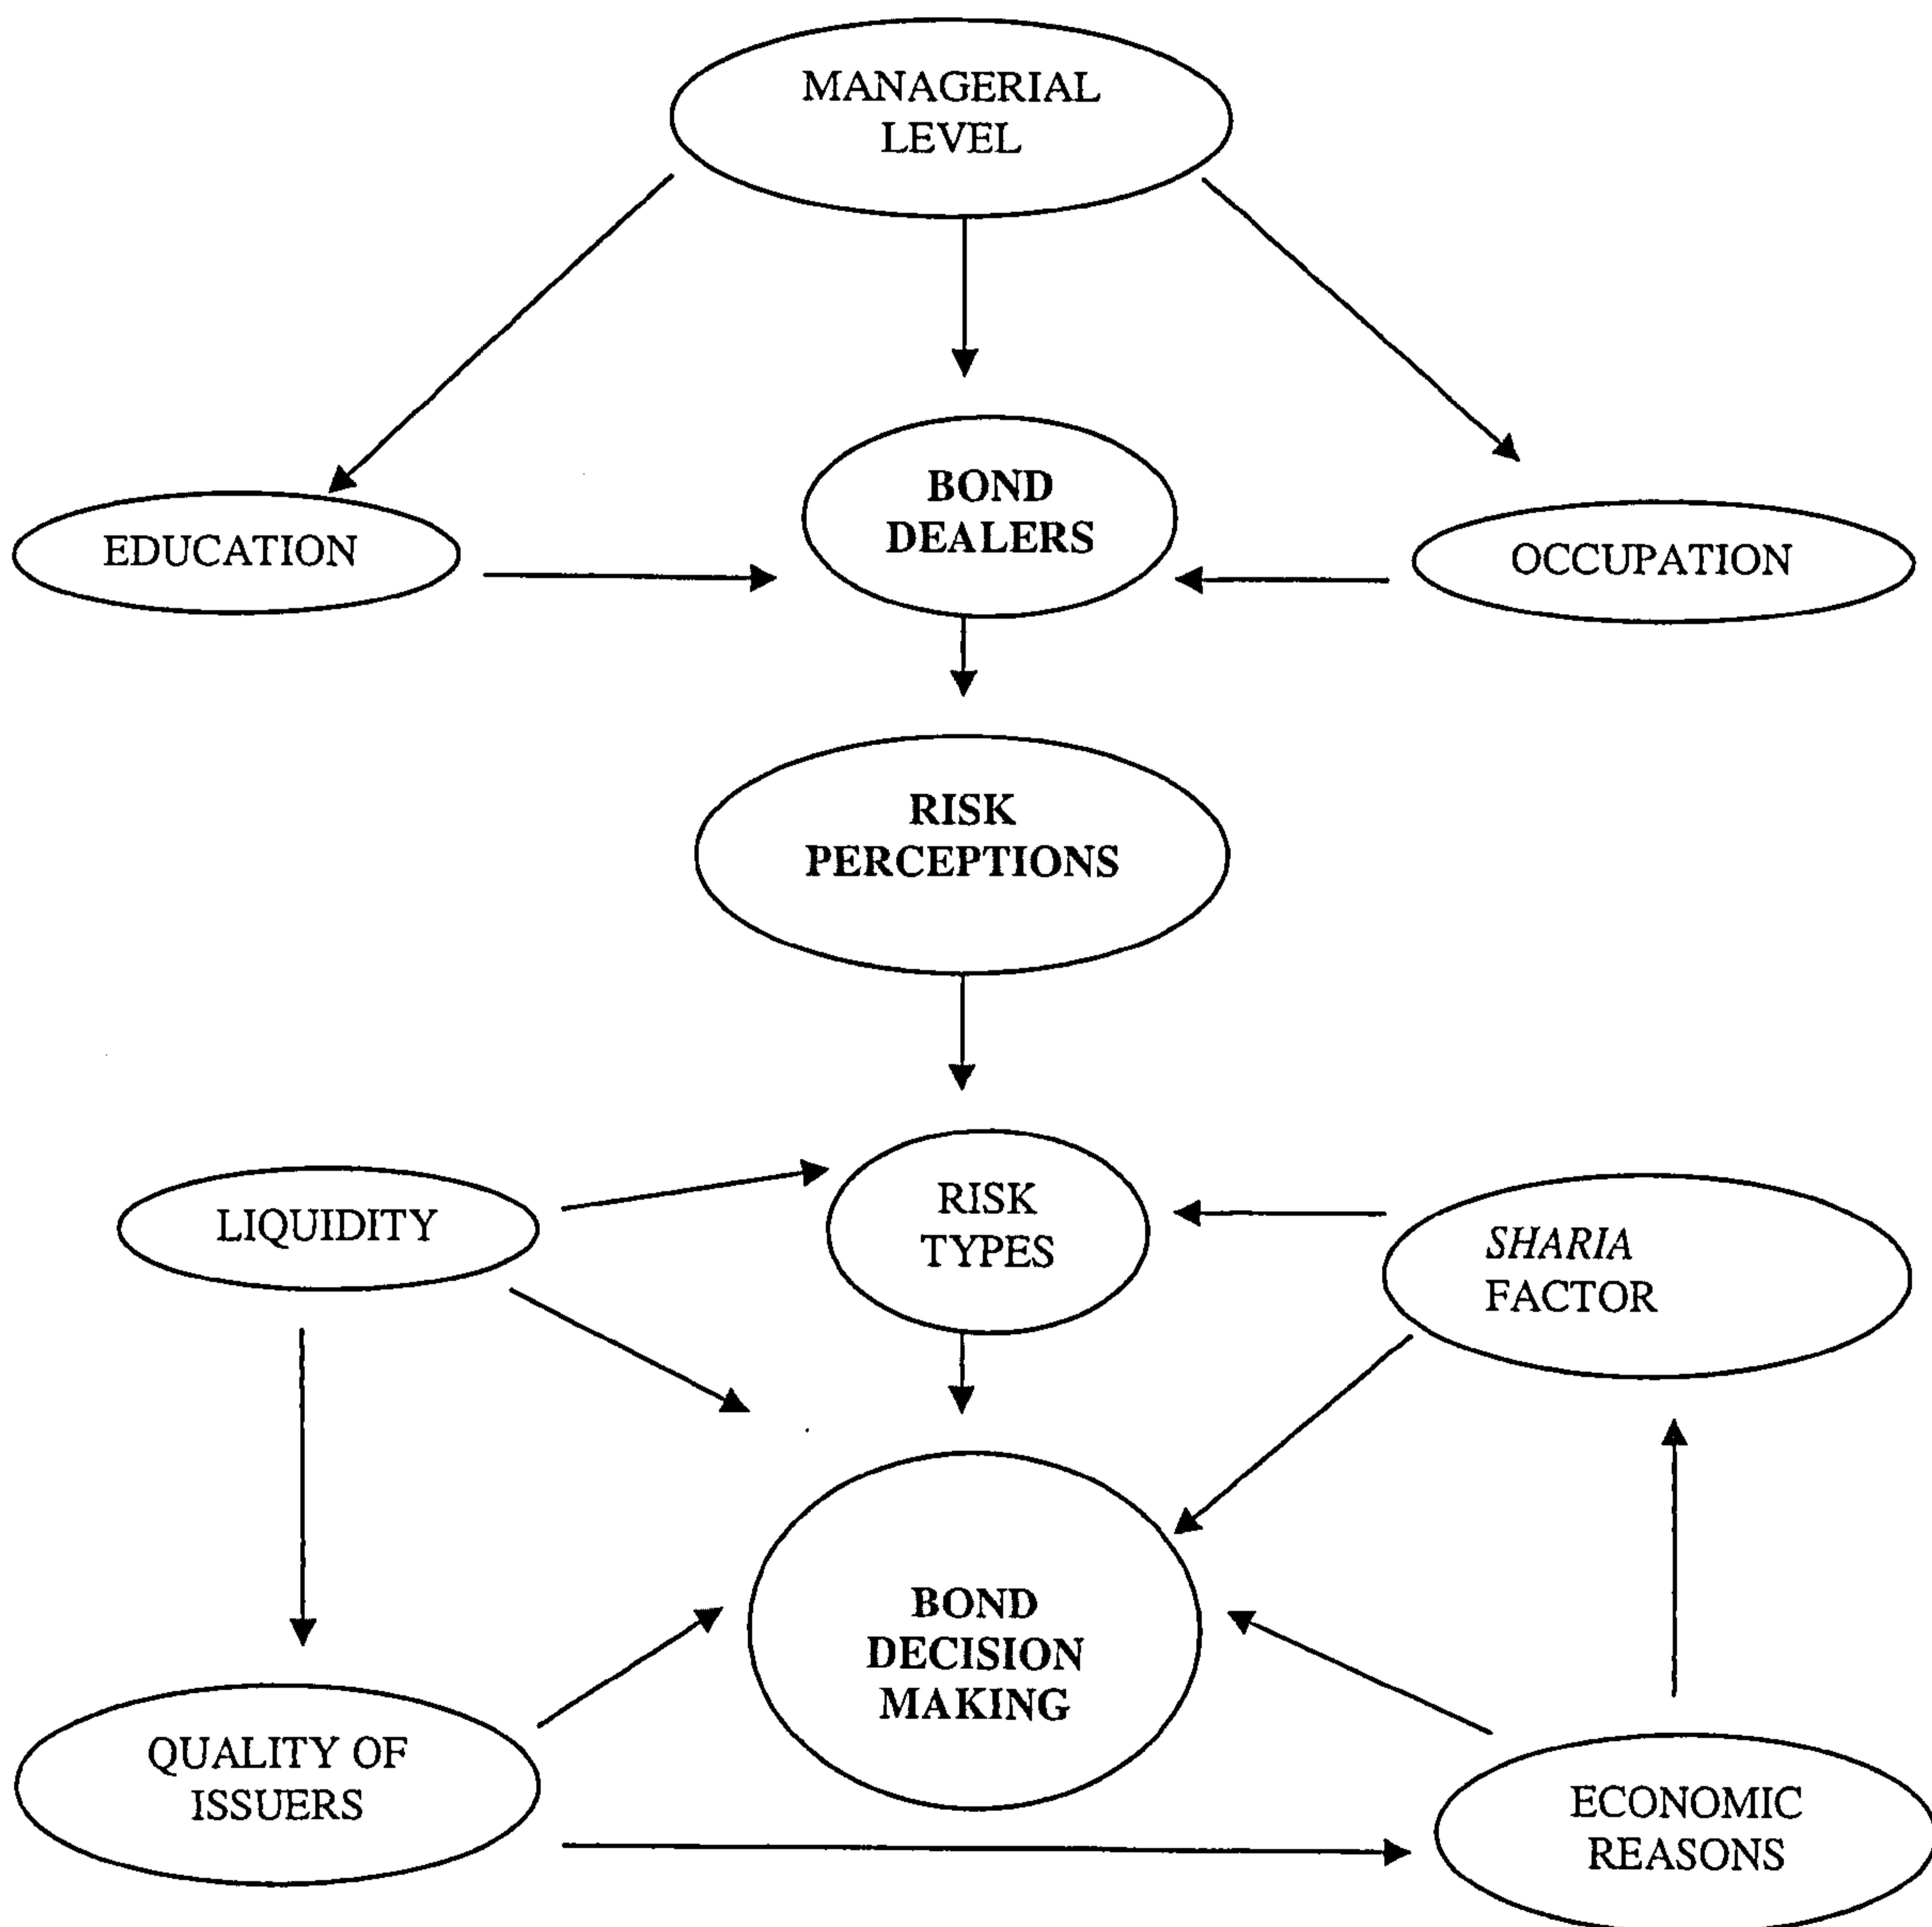 MANAGERIAL
LEVEL
BOND
DEALERS
EDUCATION
OCCUPATION
RISK
PERCEPTIONS
LIQUIDITY
RISK
TYPES
SHARIA
FACTOR
BOND
DECISION
MAKING
QUALITY OF
ISSUERS
ECONOMIC
REASONS